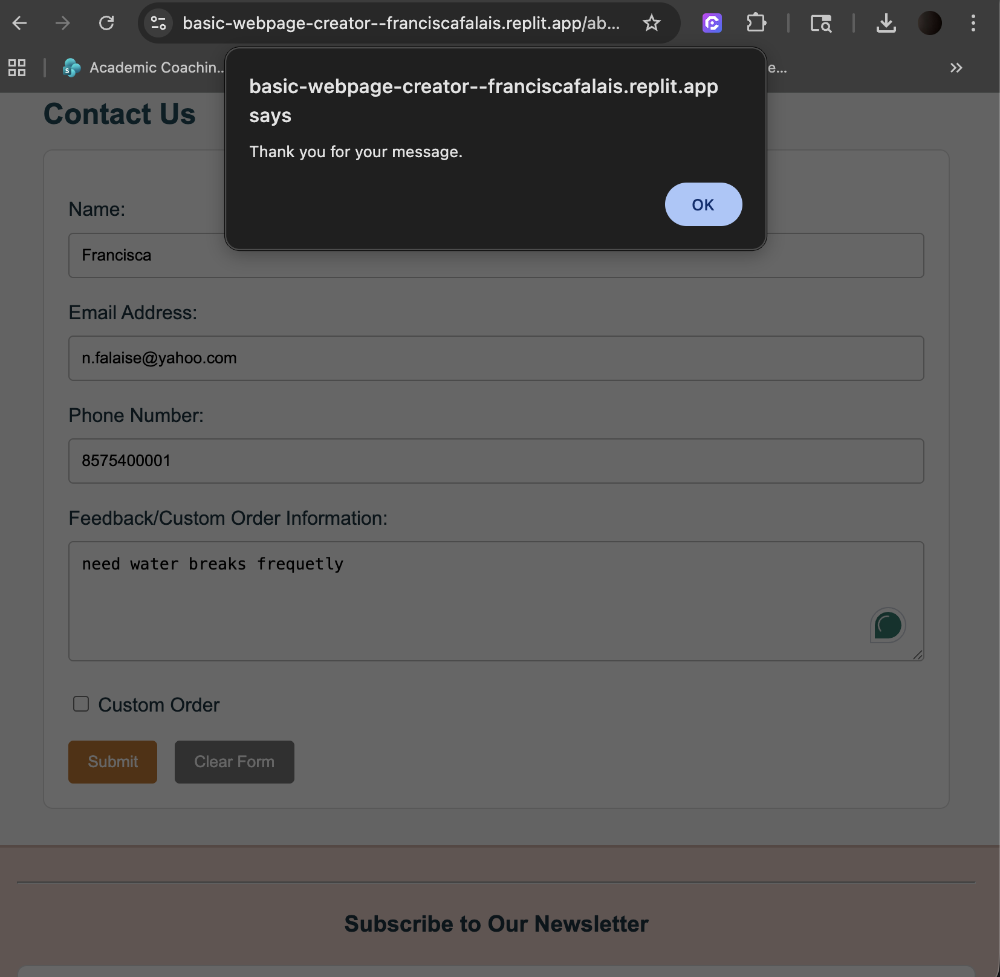 basic-webpage-creator--franciscafalais.replit.app/ab...
Academic Coachin...
e...
basic-webpage-creator--franciscafalais.replit.app
says
Thank you for your message.
OK
Contact Us
Name:
Francisca
Email Address:
n.falaise@yahoo.com
Phone Number:
8575400001
Feedback/Custom Order Information:
need water breaks frequetly
Custom Order
Submit
Clear Form
Subscribe to Our Newsletter